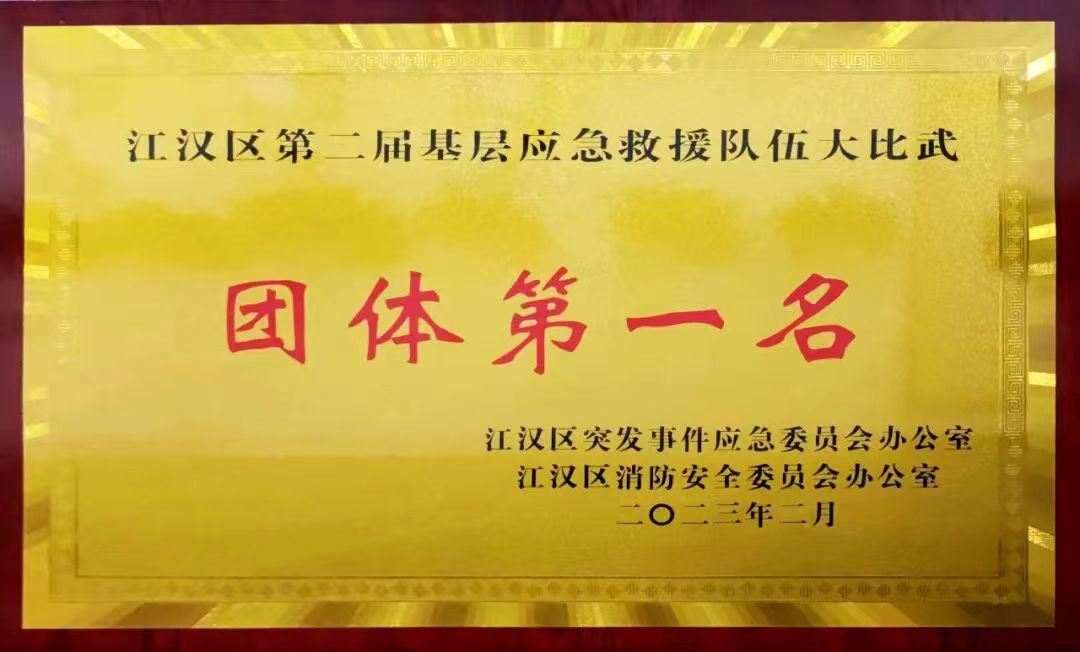 江汉区第二届基层应急救援队伍大比武
团体第一名
江汉区突发事件应急委员会办公室
江汉区消防安全委员会办公室
二〇二三年二月